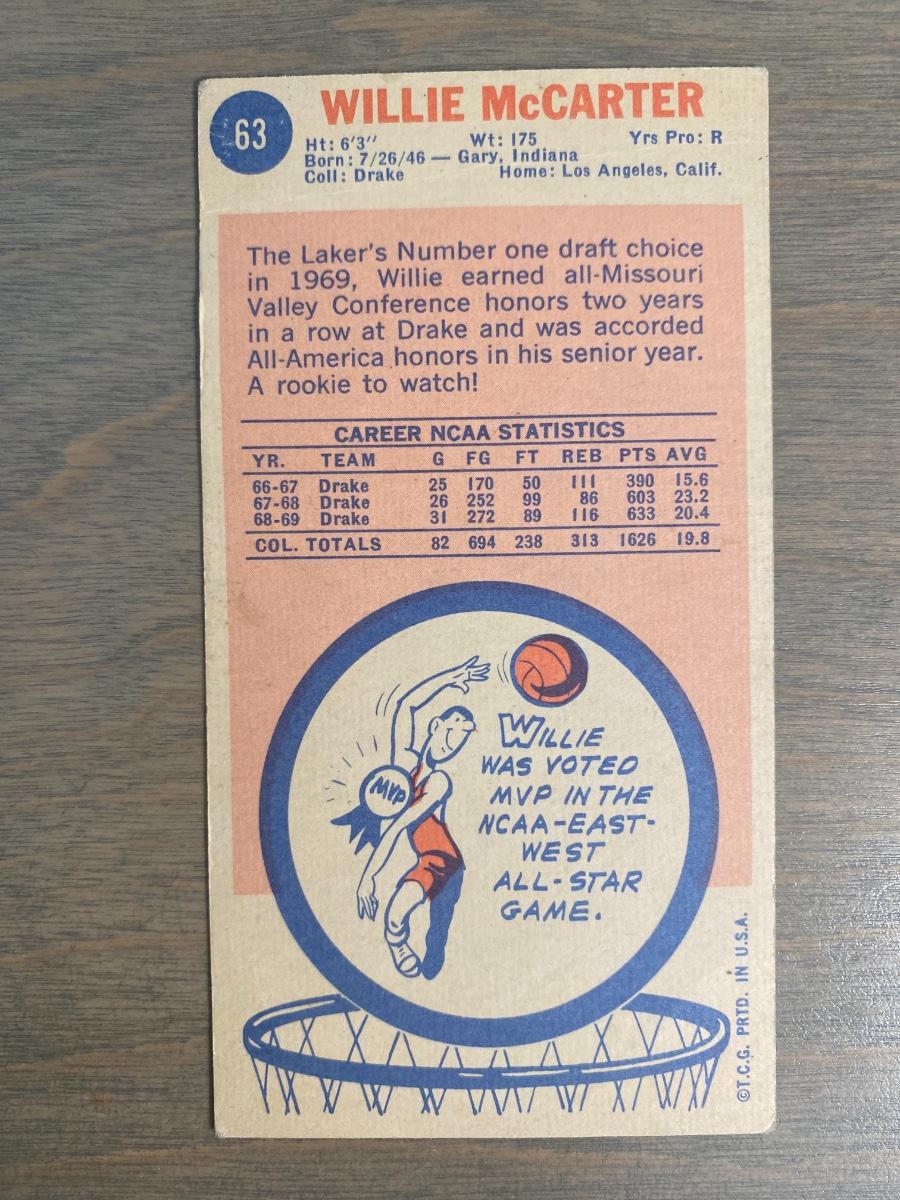 63
WILLIE McCARTER
Ht: 6'3" Wt: 175 Yrs Pro: R
Born: 7/26/46 — Gary, Indiana
Coll: Drake Home: Los Angeles, Calif.
The Laker's Number one draft choice
in 1969, Willie earned all-Missouri
Valley Conference honors two years
in a row at Drake and was accorded
All-America honors in his senior year.
A rookie to watch!
CAREER NCAA STATISTICS
YR. TEAM G FG FT REB PTS AVG
66-67 Drake 25 170 50 111 390 15.6
67-68 Drake 26 252 99 86 603 23.2
68-69 Drake 31 272 89 116 633 20.4
COL. TOTALS 82 694 238 313 1626 19.8
MVP
WILLIE
WAS VOTED
MVP IN THE
NCAA-EAST-
WEST
ALL-STAR
GAME.
©T.C.G. PRTD. IN U.S.A.